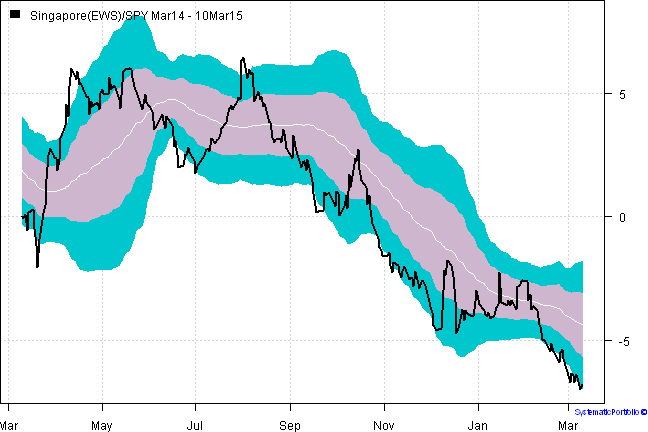 Singapore(EWS)/SPY Mar14 - 10Mar15
5
0
-5
Mar May Jul Sep Nov Jan Mar
SystematicPortfolio ©